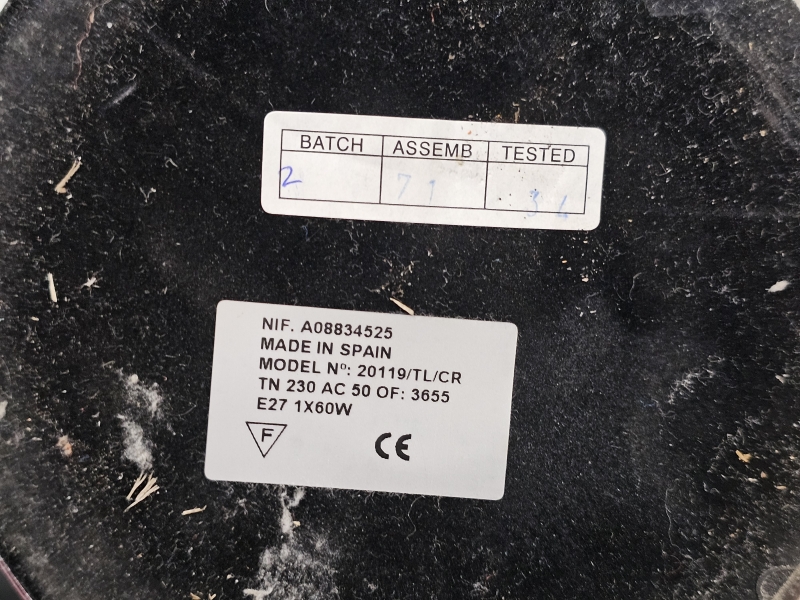 BATCH ASSEMB TESTED
2 71 36
NIF. A08834525
MADE IN SPAIN
MODEL Nº: 20119/TL/CR
TN 230 AC 50 OF: 3655
E27 1X60W
F CE